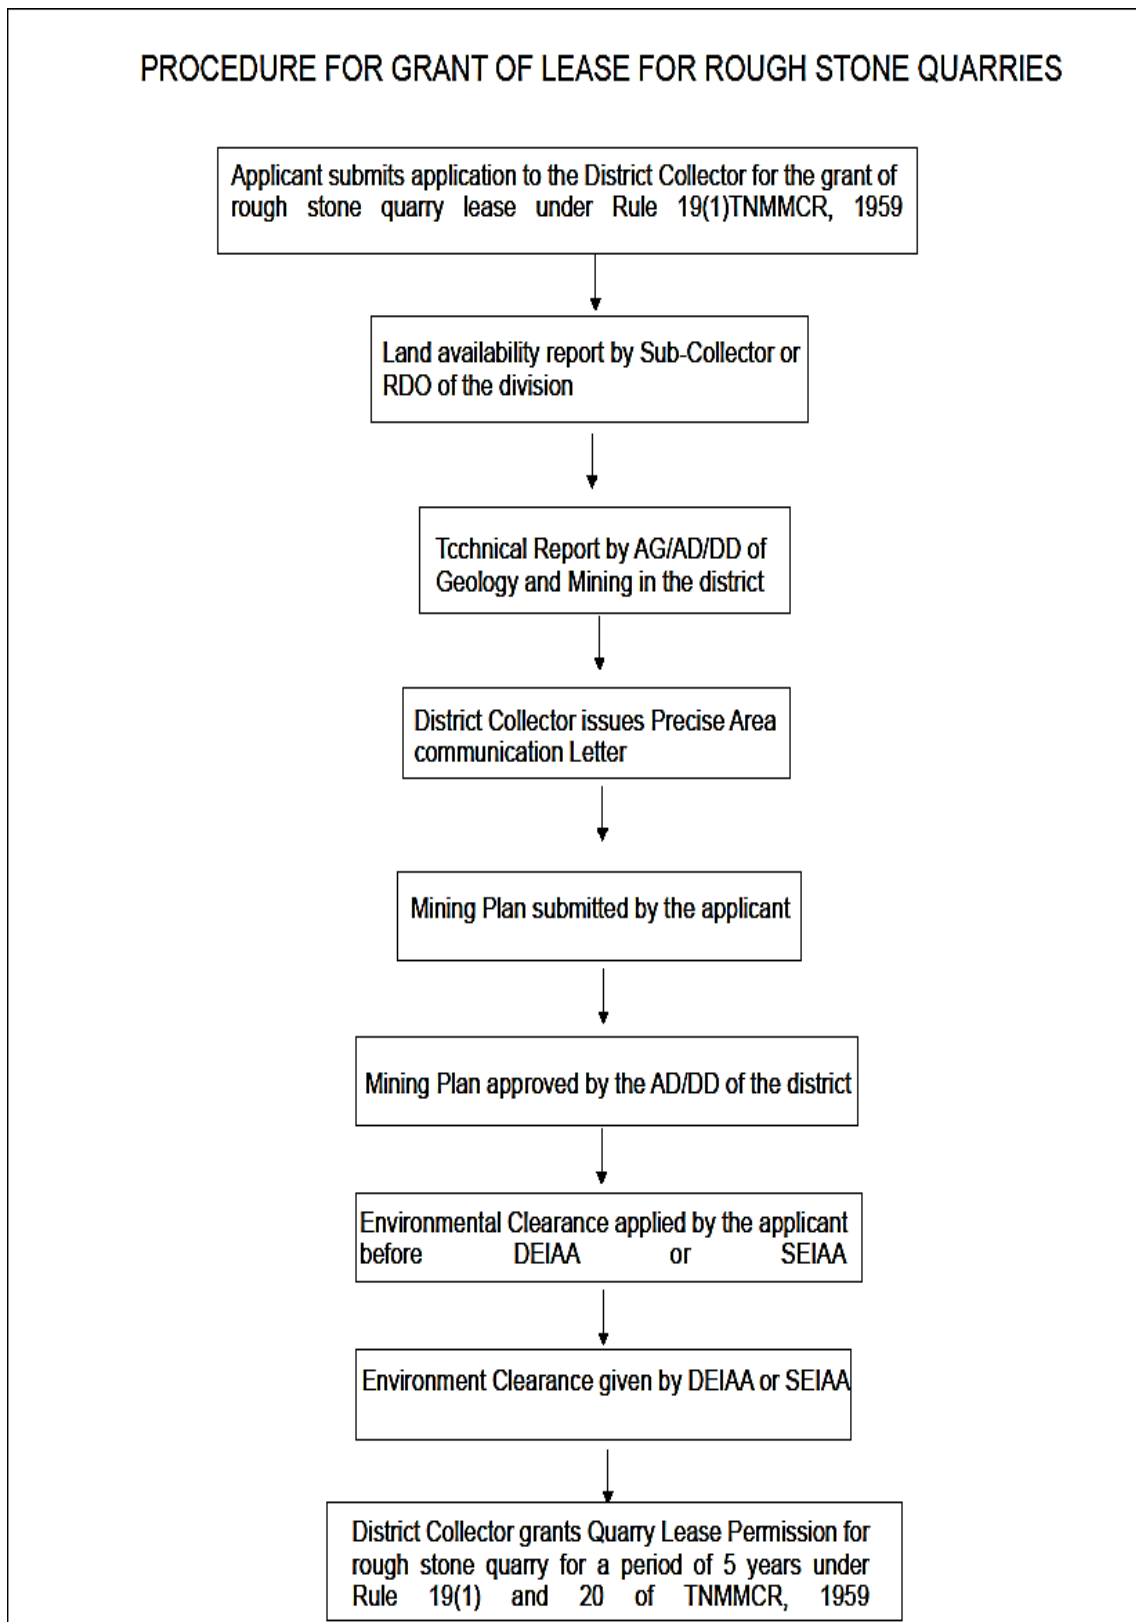 PROCEDURE FOR GRANT OF LEASE FOR ROUGH STONE QUARRIES
Applicant submits application to the District Collector for the grant of
rough stone quarry lease under Rule 19(1)TNMMCR, 1959
Land availability report by Sub-Collector or
RDO of the division
Tcchnical Report by AG/AD/DD of
Geology and Mining in the district
District Collector issues Precise Area
communication Letter
Mining Plan submitted by the applicant
Mining Plan approved by the AD/DD of the district
Environmental Clearance applied by the applicant
before DEIAA or SEIAA
Environment Clearance given by DEIAA or SEIAA
District Collector grants Quarry Lease Permission for
rough stone quarry for a period of 5 years under
Rule 19(1) and 20 of TNMMCR, 1959